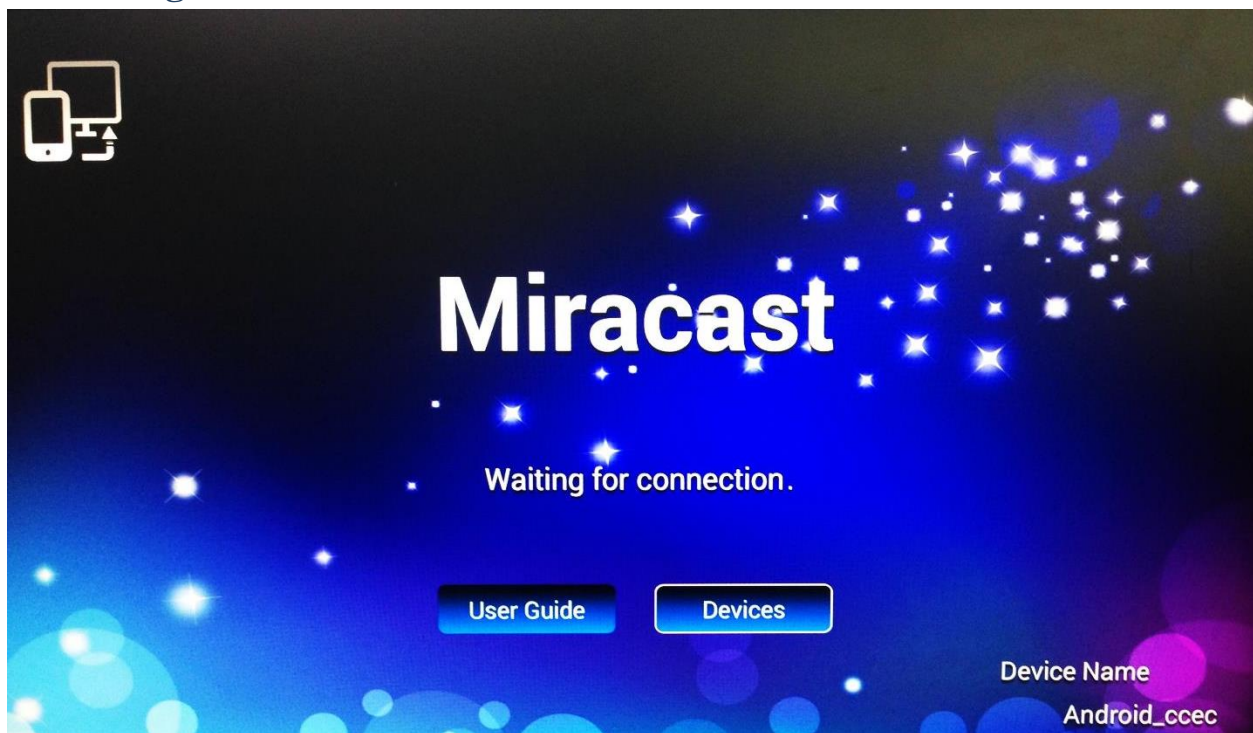 Miracast
Waiting for connection.
User Guide
Devices
Device Name
Android_ccec